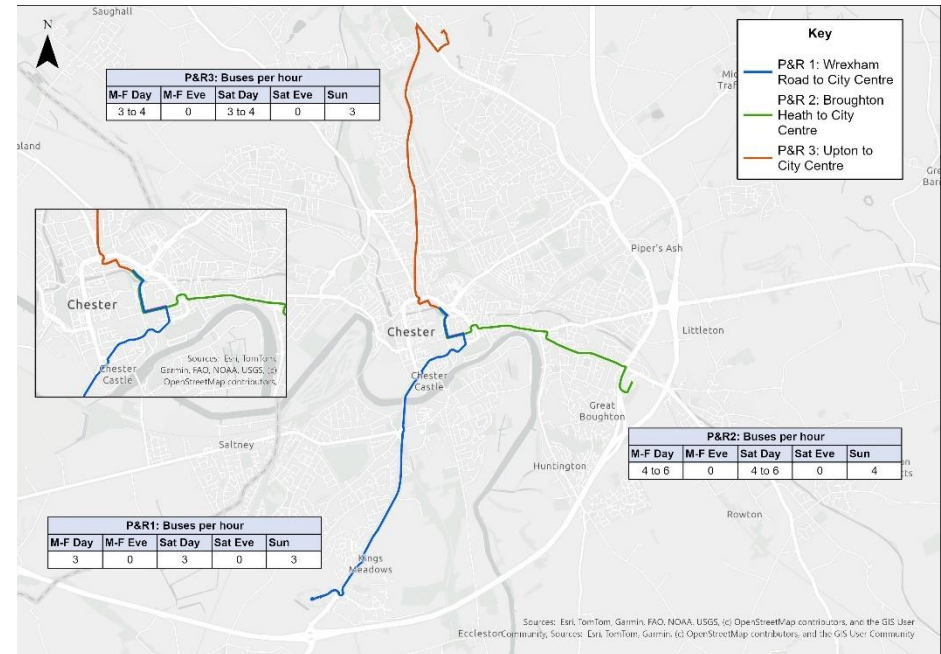 Saughall
N
Key
P&R 1: Wrexham
Road to City Centre
P&R 2: Broughton
Heath to City
Centre
P&R 3: Upton to
City Centre
P&R3: Buses per hour
M-F Day M-F Eve Sat Day Sat Eve Sun
3 to 4 0 3 to 4 0 3
Piper's Ash
Chester
Chester
Castle
Sources: Esri, TomTom,
Garmin, FAO, NOAA, USGS, (c)
OpenStreetMap contributors,
Chester
Chester
Castle
Littleton
Great
Boughton
Saltney
Huntington
P&R2: Buses per hour
M-F Day M-F Eve Sat Day Sat Eve Sun
4 to 6 0 4 to 6 0 4
Rowton
P&R1: Buses per hour
M-F Day M-F Eve Sat Day Sat Eve Sun
3 0 3 0 3
Kings
Meadows
Sources: Esri, TomTom, Garmin, FAO, NOAA, USGS, (c) OpenStreetMap contributors, and the GIS User
Eccleston
Community, Sources: Esri, TomTom, Garmin, (c) OpenStreetMap contributors, and the GIS User Community